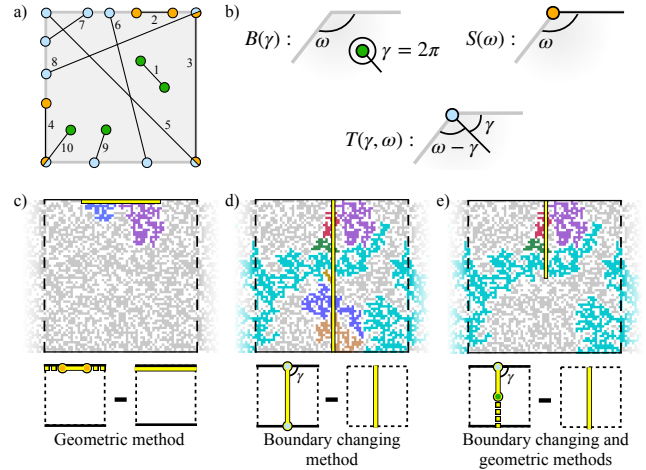 a)
7
6
2
8
1
3
4
10
9
5
b)
B(γ) :
ω
γ = 2π
S(ω) :
ω
T(γ, ω) :
γ
ω − γ
c)
d)
e)
γ
γ
Geometric method
Boundary changing
method
Boundary changing and
geometric methods